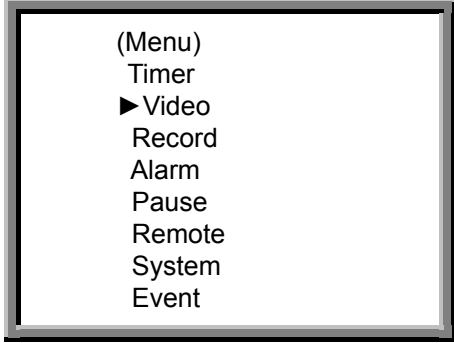 (Menu)
Timer
►Video
Record
Alarm
Pause
Remote
System
Event